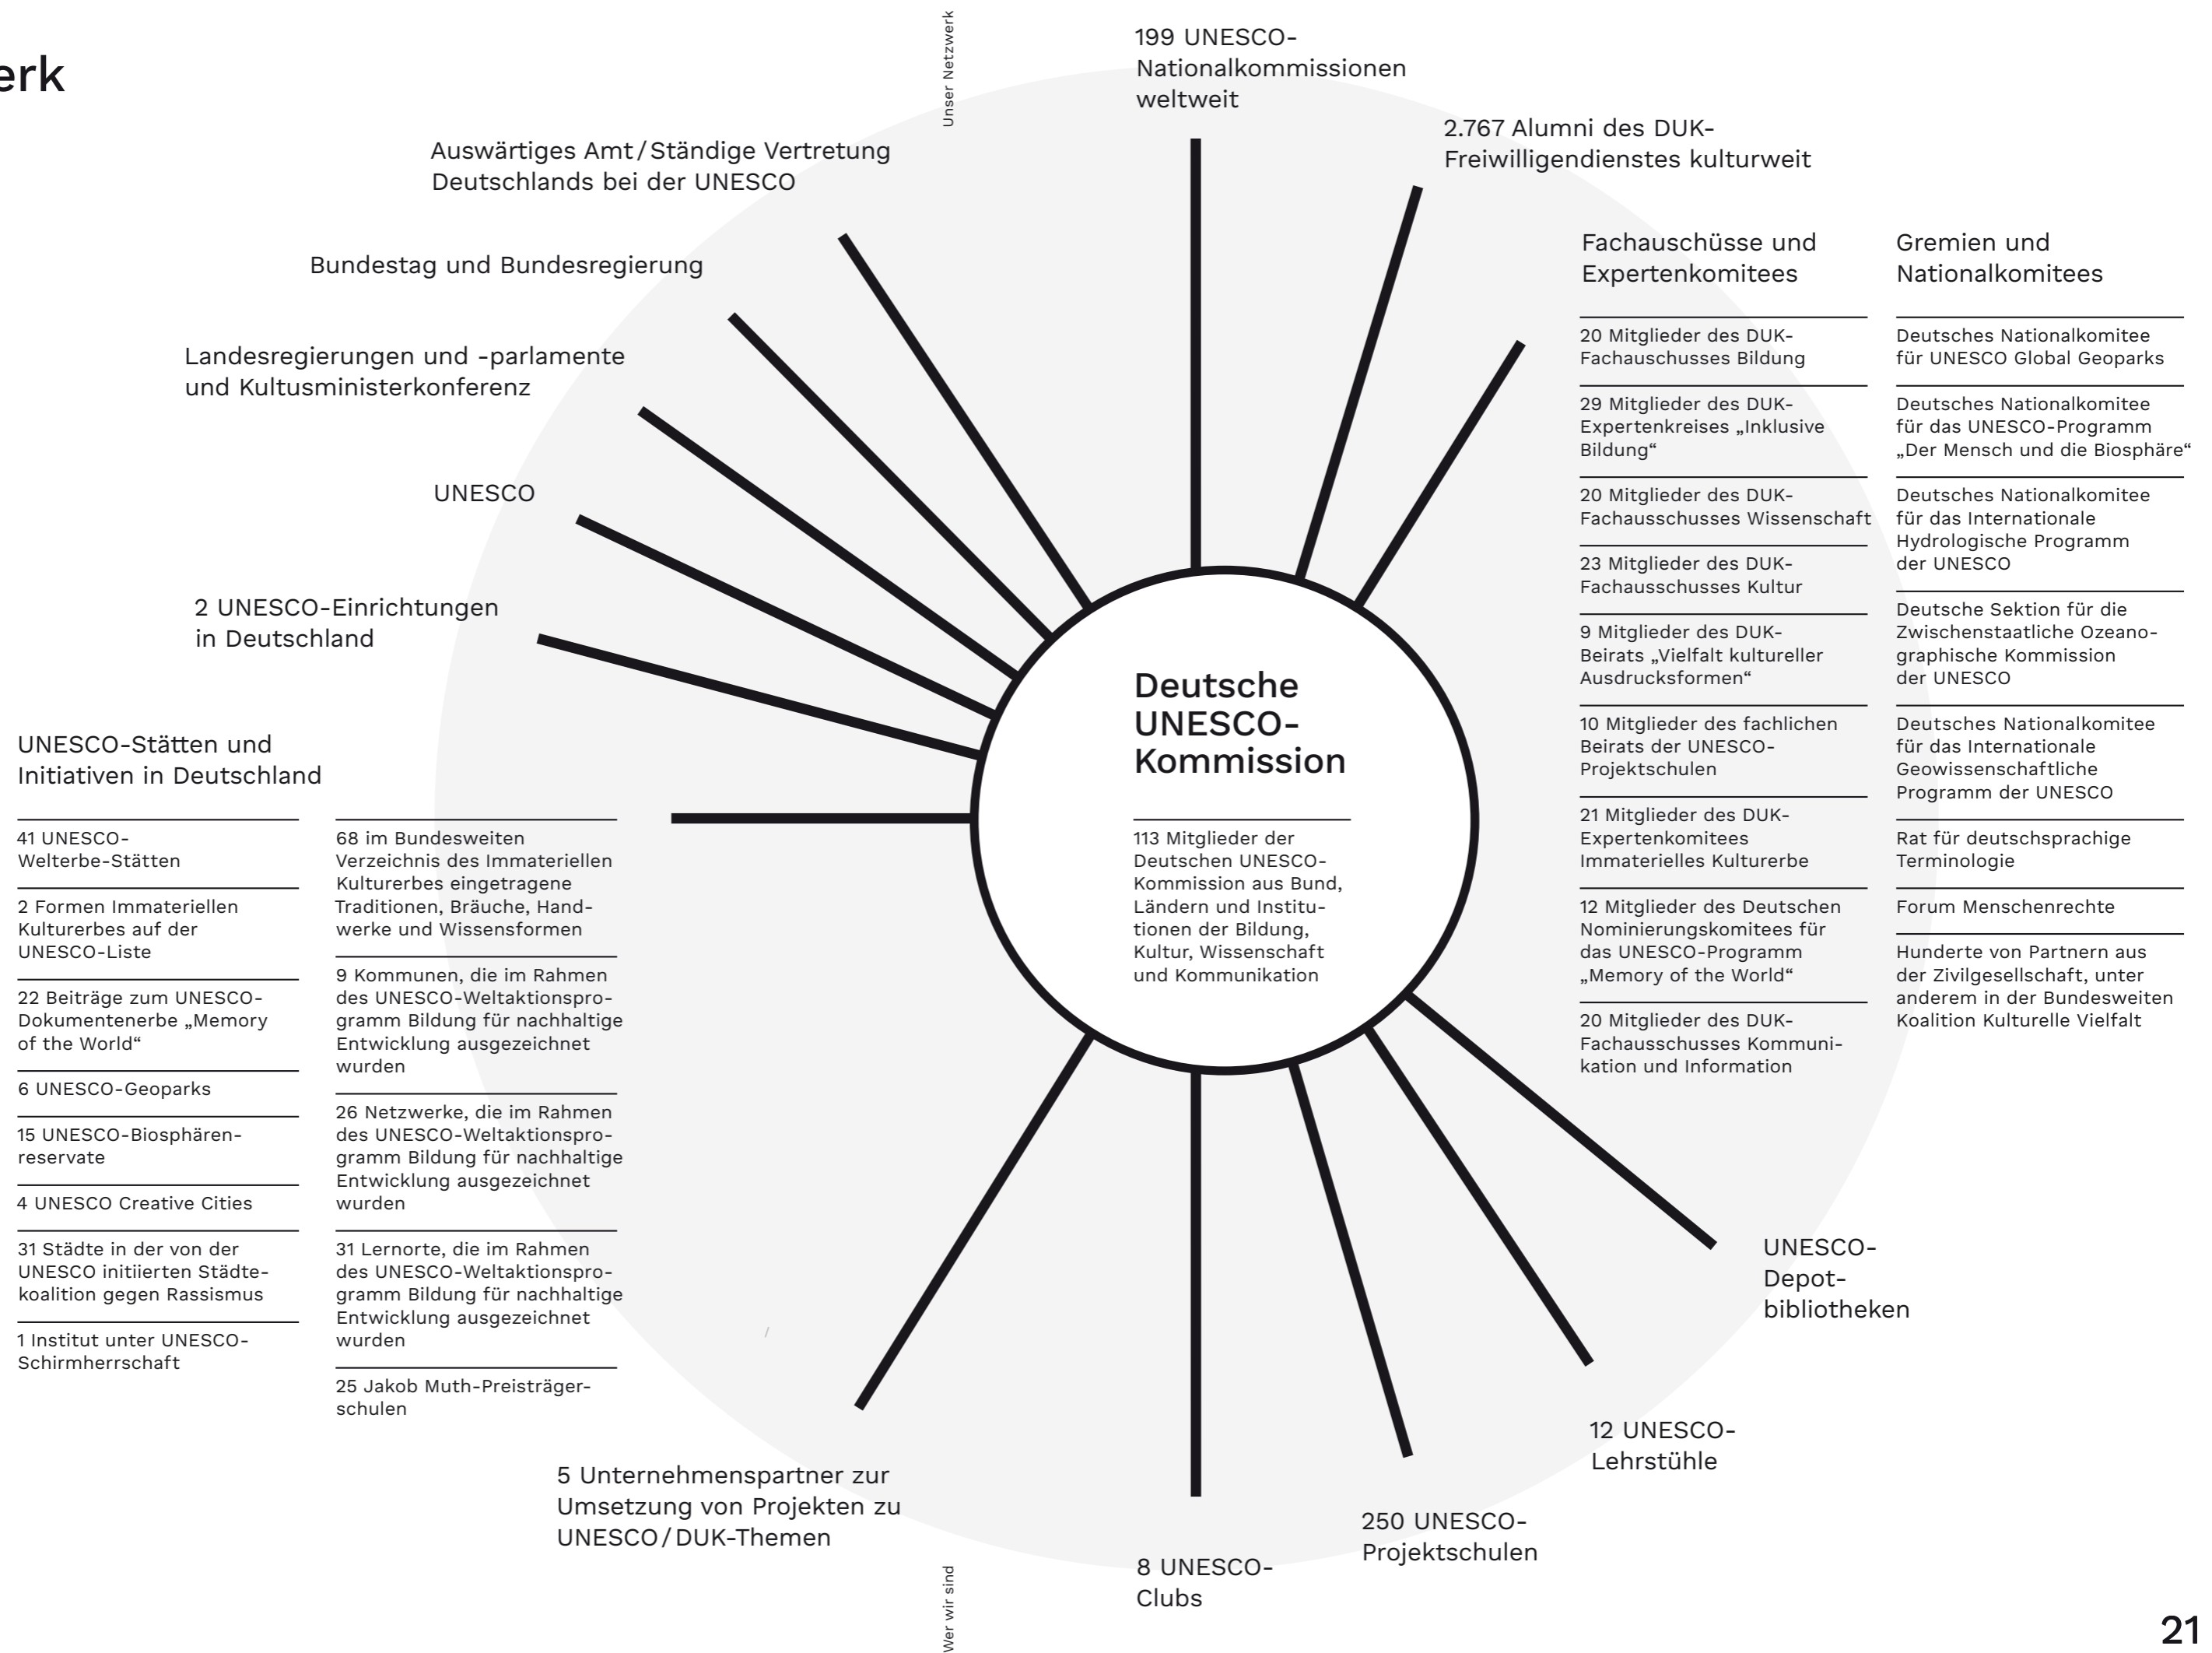 erk
Unser Netzwerk
199 UNESCO-
Nationalkommissionen
weltweit
2.767 Alumni des DUK-
Freiwilligendienstes kulturweit
Auswärtiges Amt/Ständige Vertretung
Deutschlands bei der UNESCO
Bundestag und Bundesregierung
Landesregierungen und -parlamente
und Kultusministerkonferenz
UNESCO
2 UNESCO-Einrichtungen
in Deutschland
UNESCO-Stätten und
Initiativen in Deutschland
41 UNESCO-
Welterbe-Stätten
2 Formen Immateriellen
Kulturerbes auf der
UNESCO-Liste
22 Beiträge zum UNESCO-
Dokumentenerbe „Memory
of the World“
6 UNESCO-Geoparks
15 UNESCO-Biosphären-
reservate
4 UNESCO Creative Cities
31 Städte in der von der
UNESCO initiierten Städte-
koalition gegen Rassismus
1 Institut unter UNESCO-
Schirmherrschaft
68 im Bundesweiten
Verzeichnis des Immateriellen
Kulturerbes eingetragene
Traditionen, Bräuche, Hand-
werke und Wissensformen
9 Kommunen, die im Rahmen
des UNESCO-Weltaktionspro-
gramm Bildung für nachhaltige
Entwicklung ausgezeichnet
wurden
26 Netzwerke, die im Rahmen
des UNESCO-Weltaktionspro-
gramm Bildung für nachhaltige
Entwicklung ausgezeichnet
wurden
31 Lernorte, die im Rahmen
des UNESCO-Weltaktionspro-
gramm Bildung für nachhaltige
Entwicklung ausgezeichnet
wurden
25 Jakob Muth-Preisträger-
schulen
Deutsche
UNESCO-
Kommission
113 Mitglieder der
Deutschen UNESCO-
Kommission aus Bund,
Ländern und Institu-
tionen der Bildung,
Kultur, Wissenschaft
und Kommunikation
Fachauschüsse und
Expertenkomitees
20 Mitglieder des DUK-
Fachauschusses Bildung
29 Mitglieder des DUK-
Expertenkreises „Inklusive
Bildung“
20 Mitglieder des DUK-
Fachausschusses Wissenschaft
23 Mitglieder des DUK-
Fachausschusses Kultur
9 Mitglieder des DUK-
Beirats „Vielfalt kultureller
Ausdrucksformen“
10 Mitglieder des fachlichen
Beirats der UNESCO-
Projektschulen
21 Mitglieder des DUK-
Expertenkomitees
Immaterielles Kulturerbe
12 Mitglieder des Deutschen
Nominierungskomitees für
das UNESCO-Programm
„Memory of the World“
20 Mitglieder des DUK-
Fachausschusses Kommuni-
kation und Information
Gremien und
Nationalkomitees
Deutsches Nationalkomitee
für UNESCO Global Geoparks
Deutsches Nationalkomitee
für das UNESCO-Programm
„Der Mensch und die Biosphäre“
Deutsches Nationalkomitee
für das Internationale
Hydrologische Programm
der UNESCO
Deutsche Sektion für die
Zwischenstaatliche Ozeano-
graphische Kommission
der UNESCO
Deutsches Nationalkomitee
für das Internationale
Geowissenschaftliche
Programm der UNESCO
Rat für deutschsprachige
Terminologie
Forum Menschenrechte
Hunderte von Partnern aus
der Zivilgesellschaft, unter
anderem in der Bundesweiten
Koalition Kulturelle Vielfalt
UNESCO-
Depot-
bibliotheken
12 UNESCO-
Lehrstühle
250 UNESCO-
Projektschulen
8 UNESCO-
Clubs
5 Unternehmenspartner zur
Umsetzung von Projekten zu
UNESCO/DUK-Themen
Wer wir sind
21